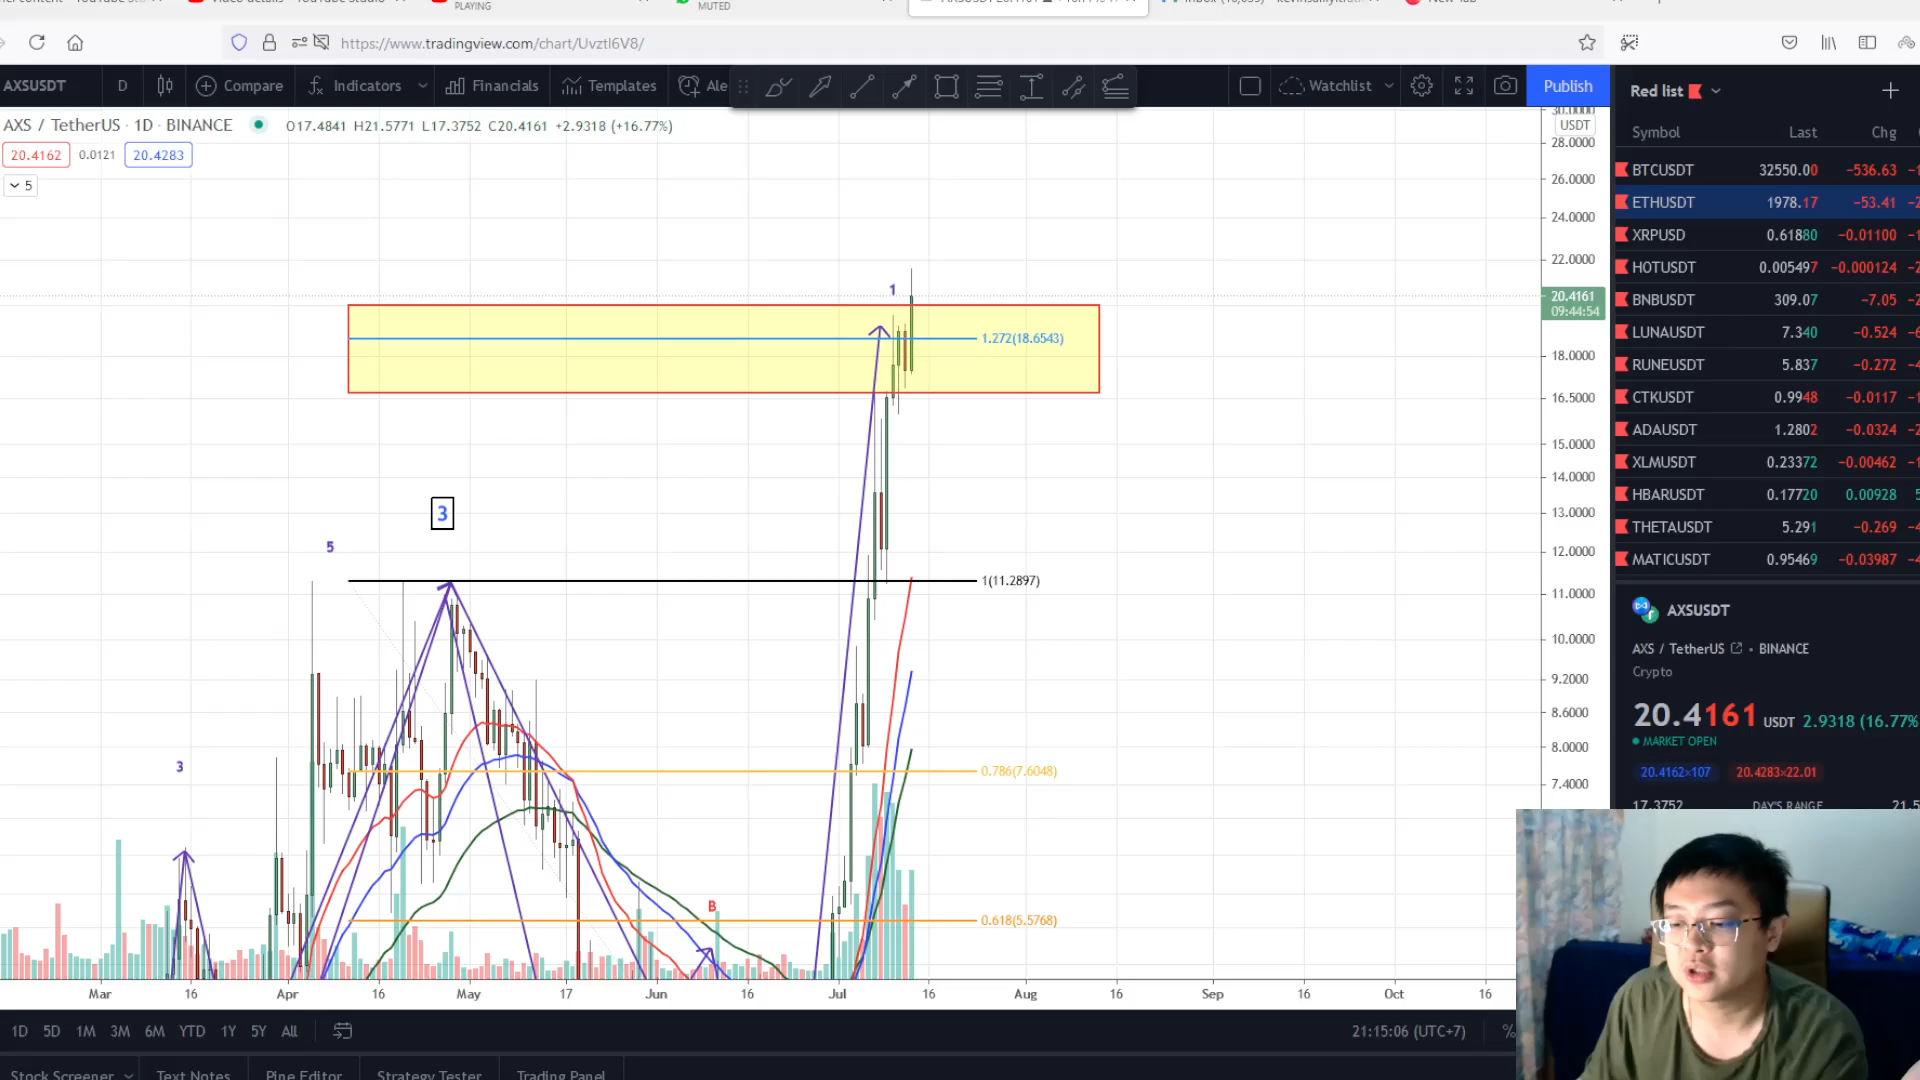 PLAYING
MUTED
https://www.tradingview.com/chart/Uvztl6V8/
AXSUSDT D Compare Indicators Financials Templates Ale Watchlist Publish
Red list
AXS / TetherUS · 1D · BINANCE O17.4841 H21.5771 L17.3752 C20.4161 +2.9318 (+16.77%)
20.4162 0.0121 20.4283
5
USDT
28.0000
26.0000
24.0000
22.0000
20.4161
09:44:54
18.0000
16.5000
15.0000
14.0000
13.0000
12.0000
11.0000
10.0000
9.2000
8.6000
8.0000
7.4000
1
1.272(18.6543)
3
5
1(11.2897)
3
0.786(7.6048)
B
0.618(5.5768)
Mar 16 Apr 16 May 17 Jun 16 Jul 16 Aug 16 Sep 16 Oct 16
1D 5D 1M 3M 6M YTD 1Y 5Y All 21:15:06 (UTC+7) %
Stock Screener Text Notes Pine Editor Strategy Tester Trading Panel
Symbol Last Chg
BTCUSDT 32550.00 −536.63
ETHUSDT 1978.17 −53.41
XRPUSD 0.61880 −0.01100
HOTUSDT 0.005497 −0.000124
BNBUSDT 309.07 −7.05
LUNAUSDT 7.340 −0.524
RUNEUSDT 5.837 −0.272
CTKUSDT 0.9948 −0.0117
ADAUSDT 1.2802 −0.0324
XLMUSDT 0.23372 −0.00462
HBARUSDT 0.17720 0.00928
THETAUSDT 5.291 −0.269
MATICUSDT 0.95469 −0.03987
AXSUSDT
AXS / TetherUS • BINANCE
Crypto
20.4161 USDT 2.9318 (16.77%
MARKET OPEN
20.4162×107 20.4283×22.01
17.3752 DAY'S RANGE